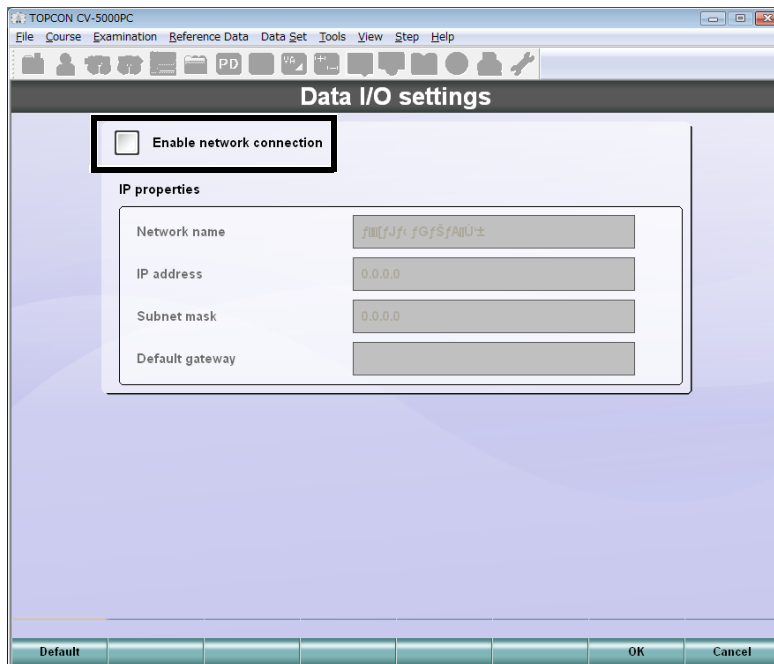 TOPCON CV-5000PC
File Course Examination Reference Data Data Set Tools View Step Help
PD VA
Data I/O settings
Enable network connection
IP properties
Network name
IP address 0.0.0.0
Subnet mask 0.0.0.0
Default gateway
Default OK Cancel